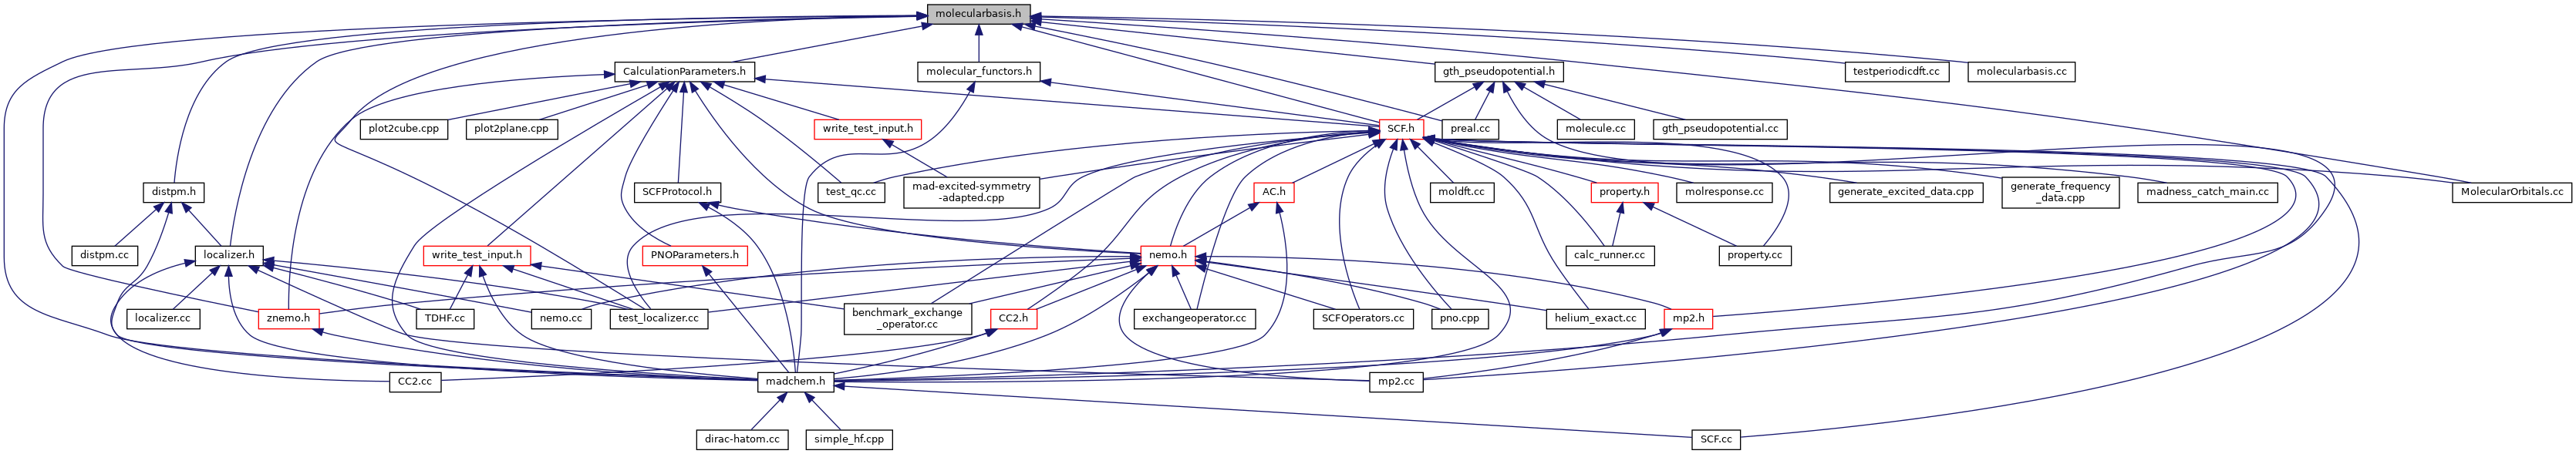 molecularbasis.h
CalculationParameters.h
molecular_functors.h
gth_pseudopotential.h
testperiodicdft.cc
molecularbasis.cc
plot2cube.cpp
plot2plane.cpp
write_test_input.h
SCF.h
preal.cc
molecule.cc
gth_pseudopotential.cc
distpm.h
SCFProtocol.h
test_qc.cc
mad-excited-symmetry
-adapted.cpp
AC.h
moldft.cc
property.h
molresponse.cc
generate_excited_data.cpp
generate_frequency
_data.cpp
madness_catch_main.cc
MolecularOrbitals.cc
distpm.cc
localizer.h
write_test_input.h
PNOParameters.h
nemo.h
calc_runner.cc
property.cc
localizer.cc
znemo.h
TDHF.cc
nemo.cc
test_localizer.cc
benchmark_exchange
_operator.cc
CC2.h
exchangeoperator.cc
SCFOperators.cc
pno.cpp
helium_exact.cc
mp2.h
CC2.cc
madchem.h
mp2.cc
dirac-hatom.cc
simple_hf.cpp
SCF.cc